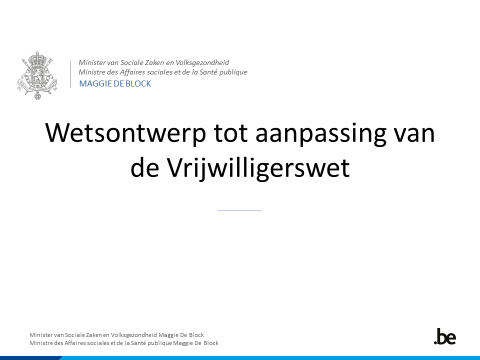 Minister van Sociale Zaken en Volksgezondheid
Ministre des Affaires sociales et de la Santé publique
MAGGIE DE BLOCK
Wetsontwerp tot aanpassing van
de Vrijwilligerswet
Minister van Sociale Zaken en Volksgezondheid Maggie De Block
Ministre des Affaires sociales et de la Santé publique Maggie De Block
.be